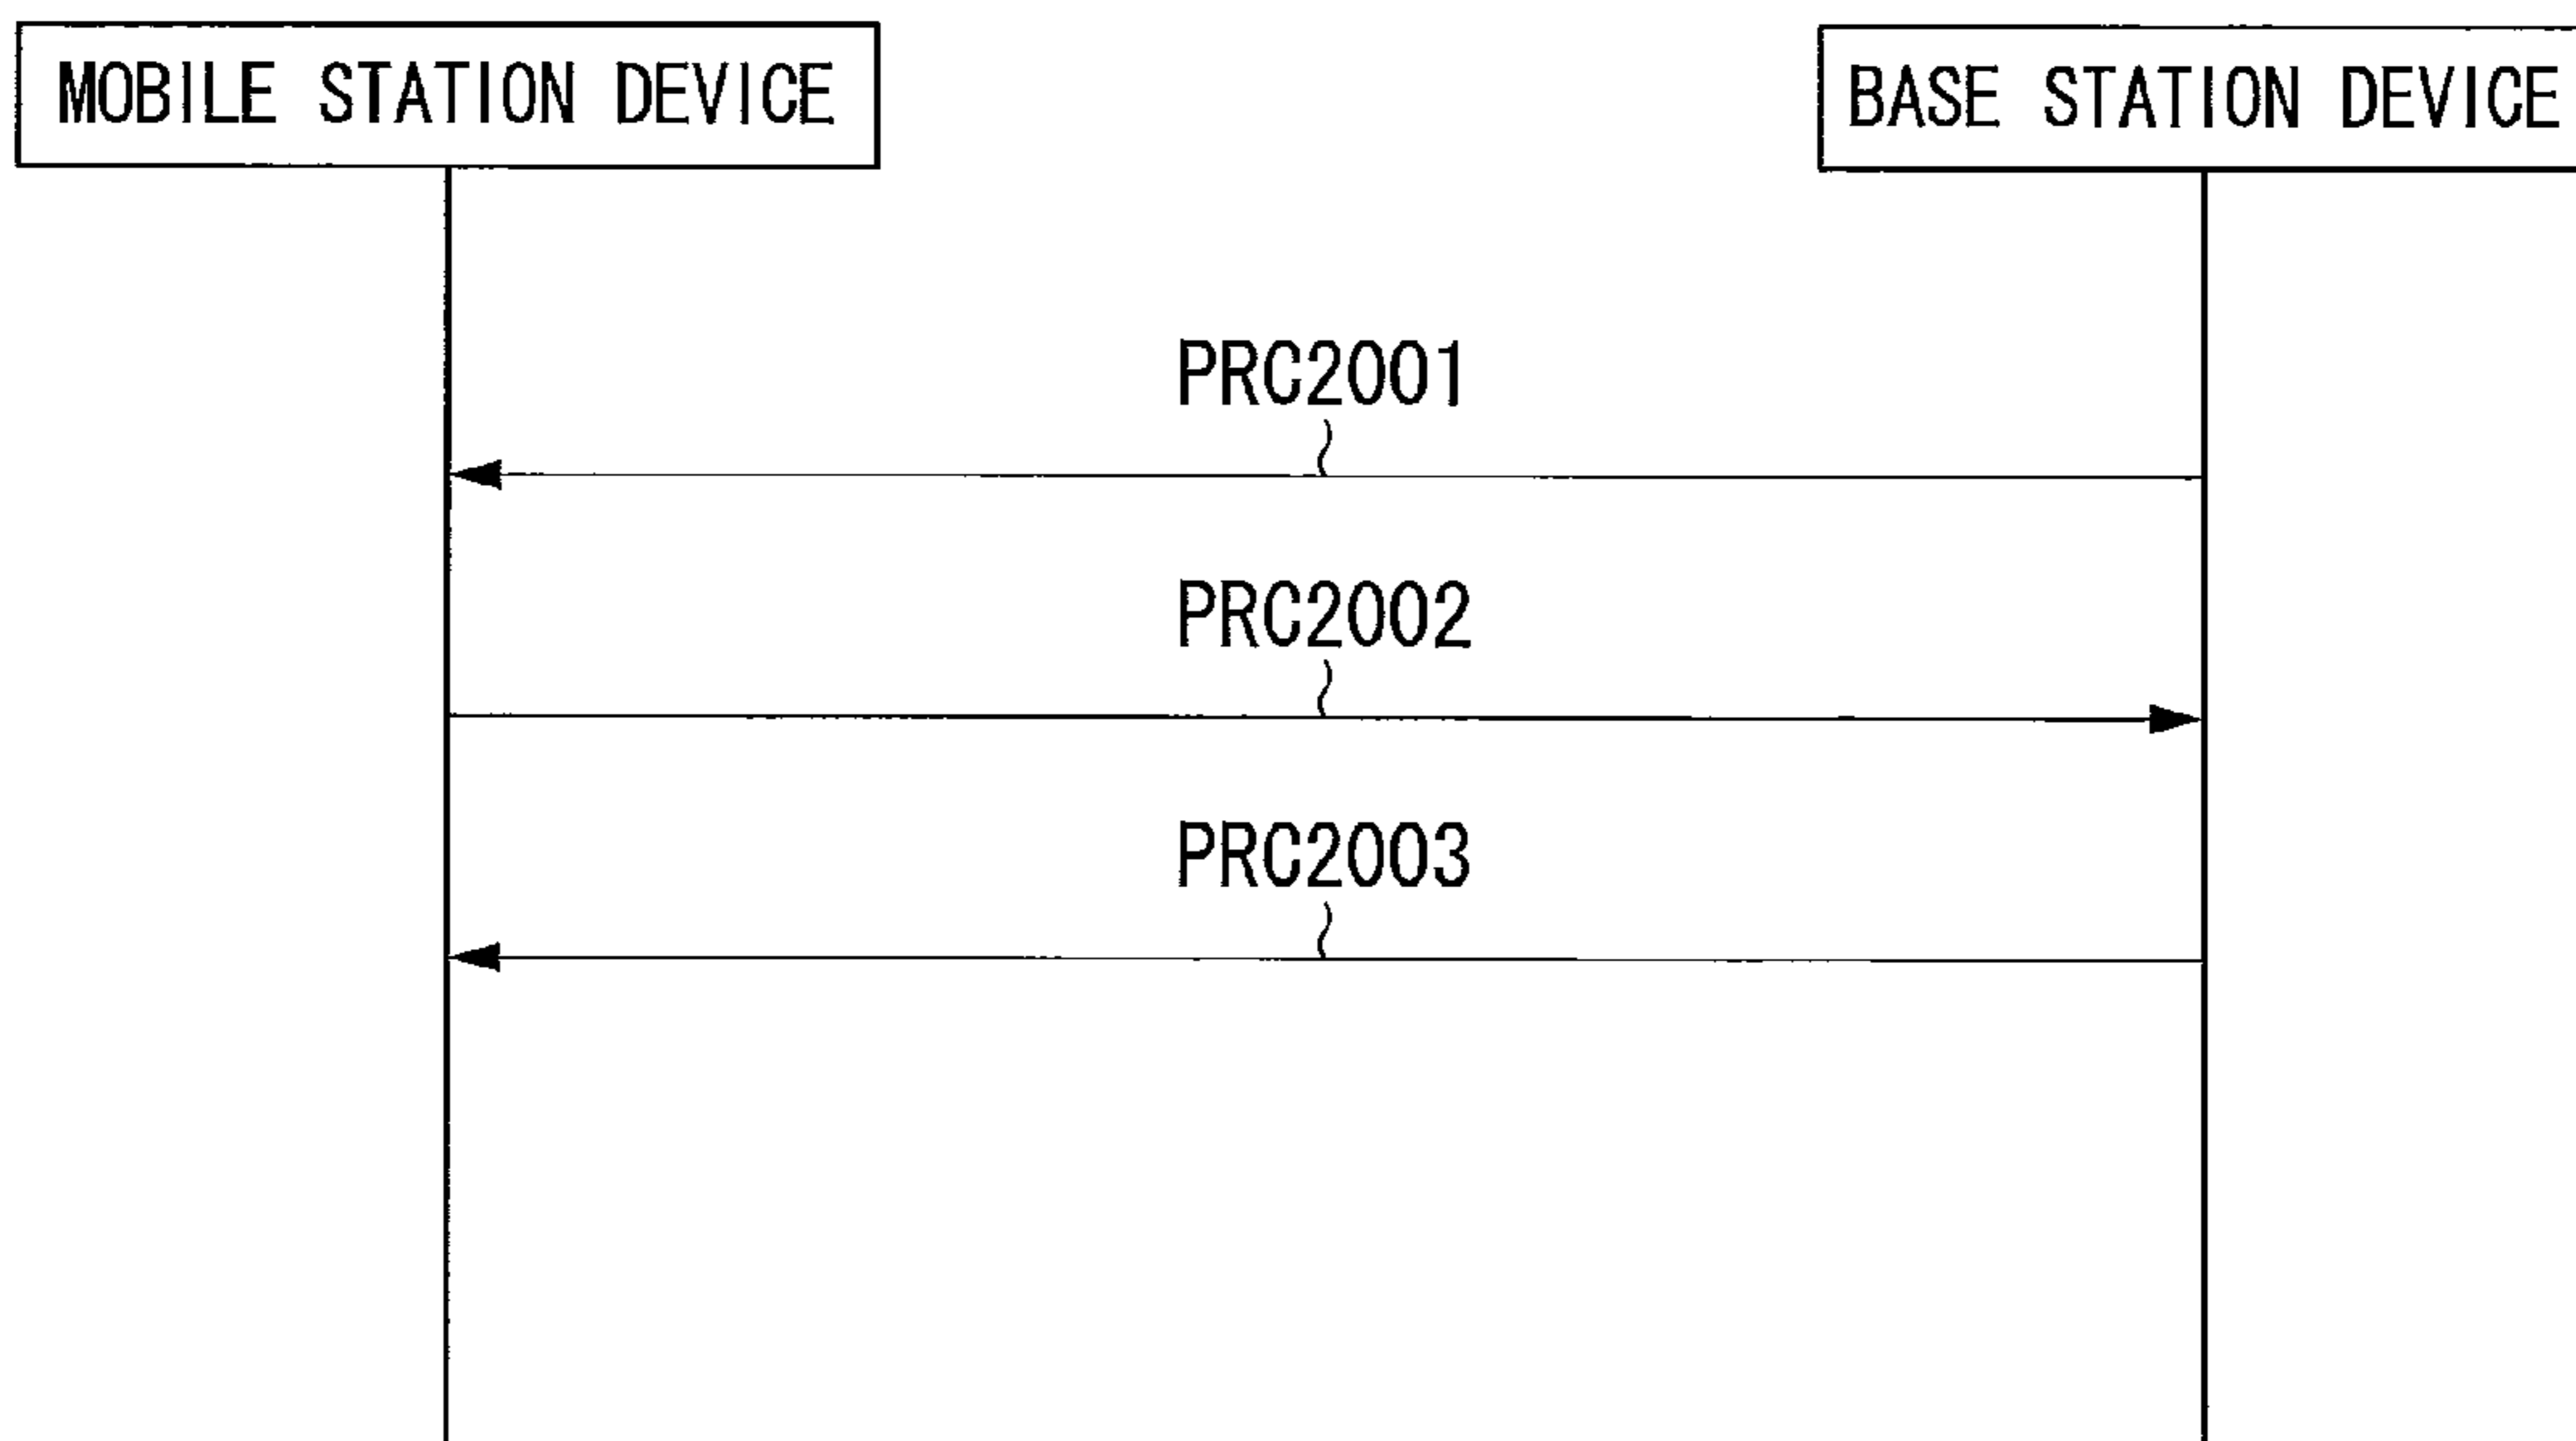 MOBILE STATION DEVICE
BASE STATION DEVICE
PRC2001
PRC2002
PRC2003